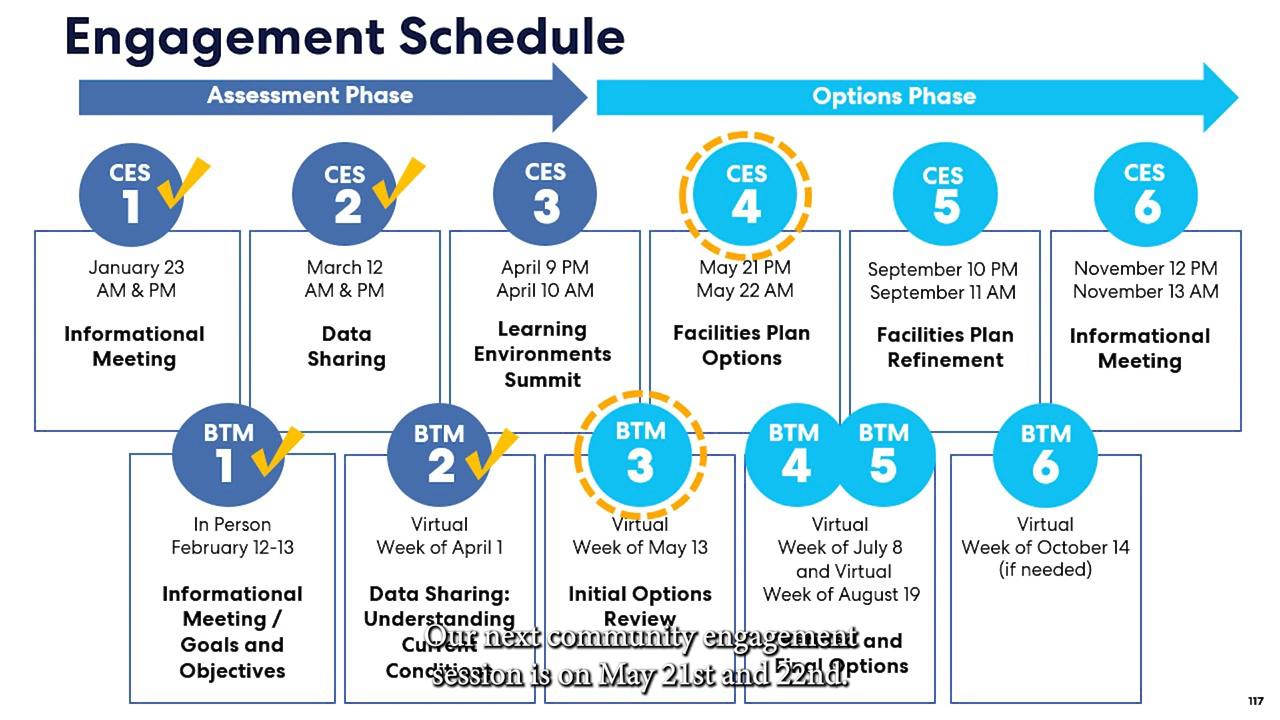 Engagement Schedule
Assessment Phase
Options Phase
CES
1
CES
2
CES
3
CES
4
CES
5
CES
6
January 23
AM & PM
Informational
Meeting
March 12
AM & PM
Data
Sharing
April 9 PM
April 10 AM
Learning
Environments
Summit
May 21 PM
May 22 AM
Facilities Plan
Options
September 10 PM
September 11 AM
Facilities Plan
Refinement
November 12 PM
November 13 AM
Informational
Meeting
BTM
1
BTM
2
BTM
3
BTM
4
BTM
5
BTM
6
In Person
February 12-13
Informational
Meeting /
Goals and
Objectives
Virtual
Week of April 1
Data Sharing:
Understanding
Current
Conditions
Virtual
Week of May 13
Initial Options
Review
Virtual
Week of July 8
and Virtual
Week of August 19
and
Final Options
Virtual
Week of October 14
(if needed)
Our next community engagement
session is on May 21st and 22nd.
117